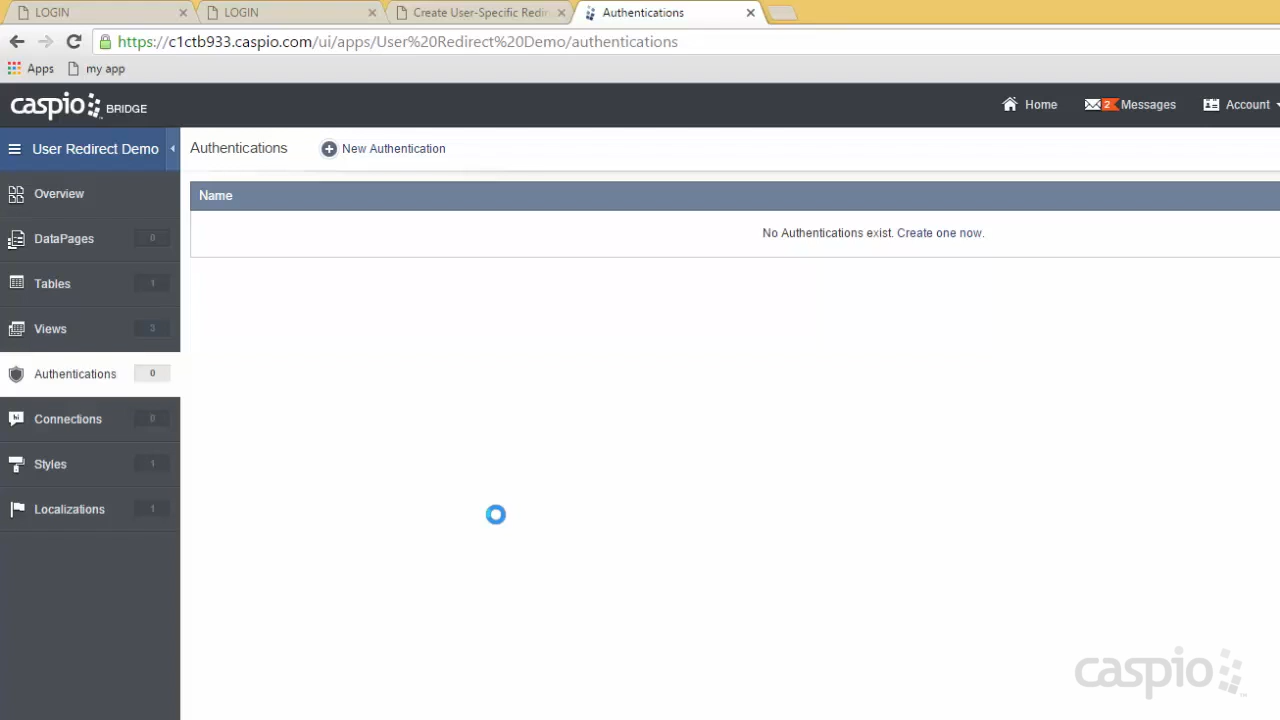 LOGIN LOGIN Create User-Specific Redir Authentications
https://c1ctb933.caspio.com/ui/apps/User%20Redirect%20Demo/authentications
Apps my app
caspio BRIDGE Home 2 Messages Account
User Redirect Demo Authentications New Authentication
Overview
Name
DataPages 0
No Authentications exist. Create one now.
Tables 1
Views 3
Authentications 0
Connections 0
Styles 1
Localizations 1
caspio